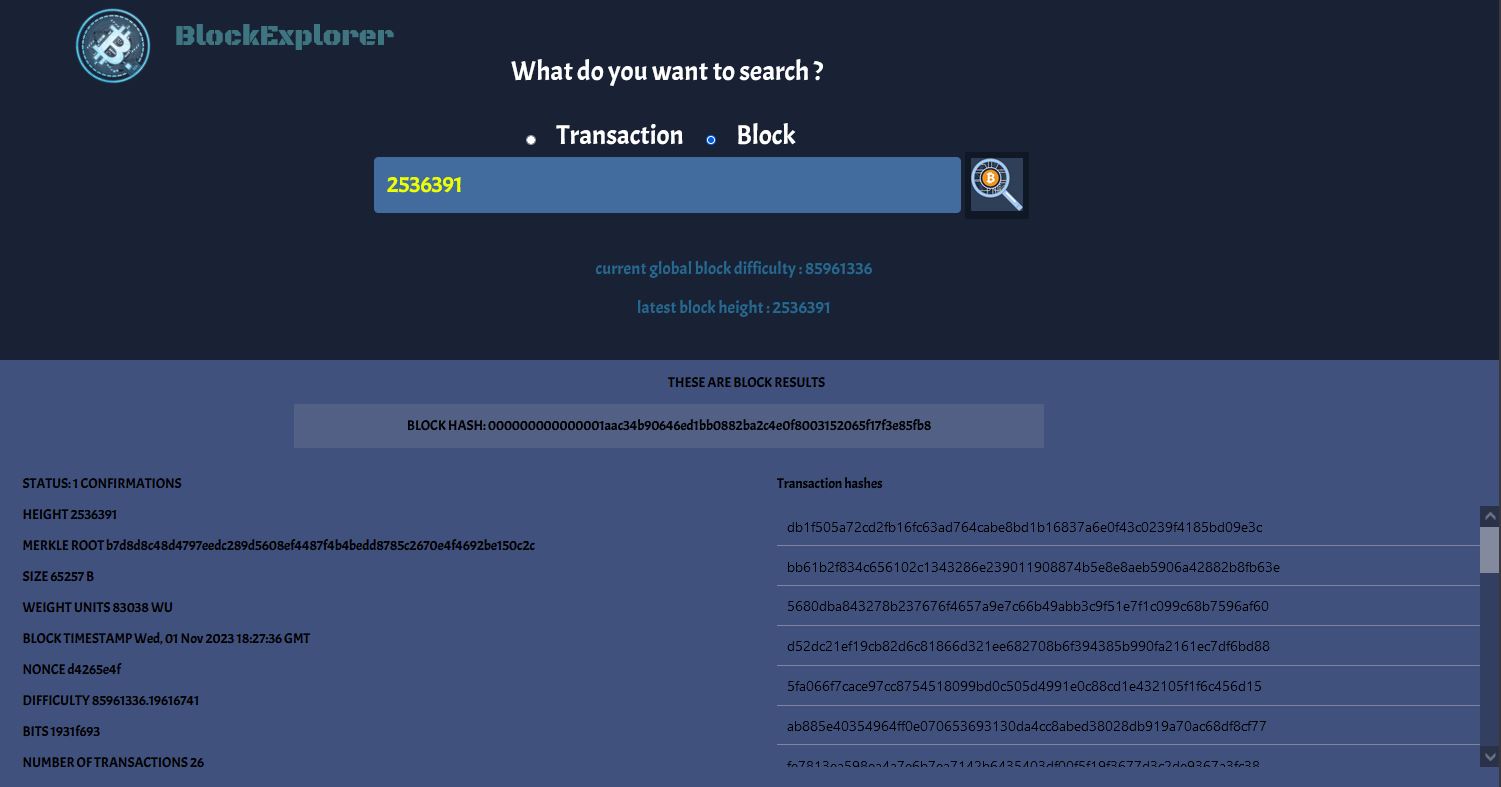 BlockExplorer
What do you want to search ?
Transaction Block
2536391
current global block difficulty : 85961336
latest block height : 2536391
THESE ARE BLOCK RESULTS
BLOCK HASH: 000000000000001aac34b90646ed1bb0882ba2c4e0f8003152065f17f3e85fb8
STATUS: 1 CONFIRMATIONS
HEIGHT 2536391
MERKLE ROOT b7d8d8c48d4797eedc289d5608ef4487f4b4bedd8785c2670e4f4692be150c2c
SIZE 65257 B
WEIGHT UNITS 83038 WU
BLOCK TIMESTAMP Wed, 01 Nov 2023 18:27:36 GMT
NONCE d4265e4f
DIFFICULTY 85961336.19616741
BITS 1931f693
NUMBER OF TRANSACTIONS 26
Transaction hashes
db1f505a72cd2fb16fc63ad764cabe8bd1b16837a6e0f43c0239f4185bd09e3c
bb61b2f834c656102c1343286e239011908874b5e8e8aeb5906a42882b8fb63e
5680dba843278b237676f4657a9e7c66b49abb3c9f51e7f1c099c68b7596af60
d52dc21ef19cb82d6c81866d321ee682708b6f394385b990fa2161ec7df6bd88
5fa066f7cace97cc8754518099bd0c505d4991e0c88cd1e432105f1f6c456d15
ab885e40354964ff0e070653693130da4cc8abed38028db919a70ac68df8cf77